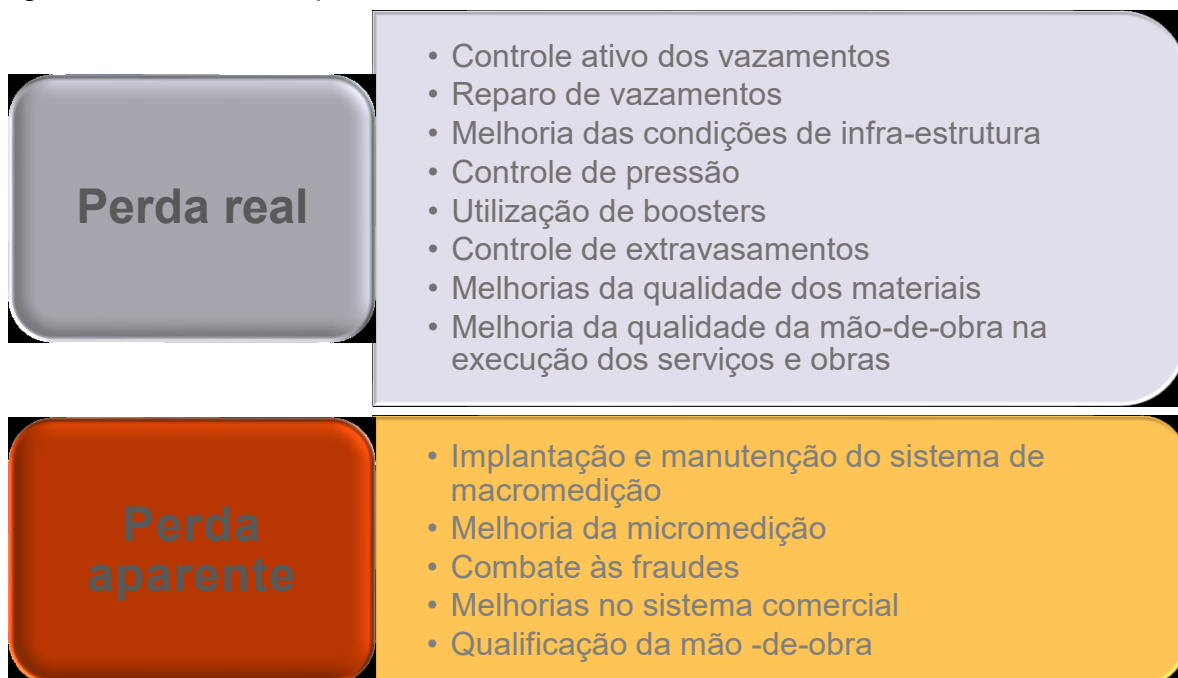 Perda real
• Controle ativo dos vazamentos
• Reparo de vazamentos
• Melhoria das condições de infra-estrutura
• Controle de pressão
• Utilização de boosters
• Controle de extravasamentos
• Melhorias da qualidade dos materiais
• Melhoria da qualidade da mão-de-obra na
execução dos serviços e obras
Perda
aparente
• Implantação e manutenção do sistema de
macromedição
• Melhoria da micromedição
• Combate às fraudes
• Melhorias no sistema comercial
• Qualificação da mão -de-obra